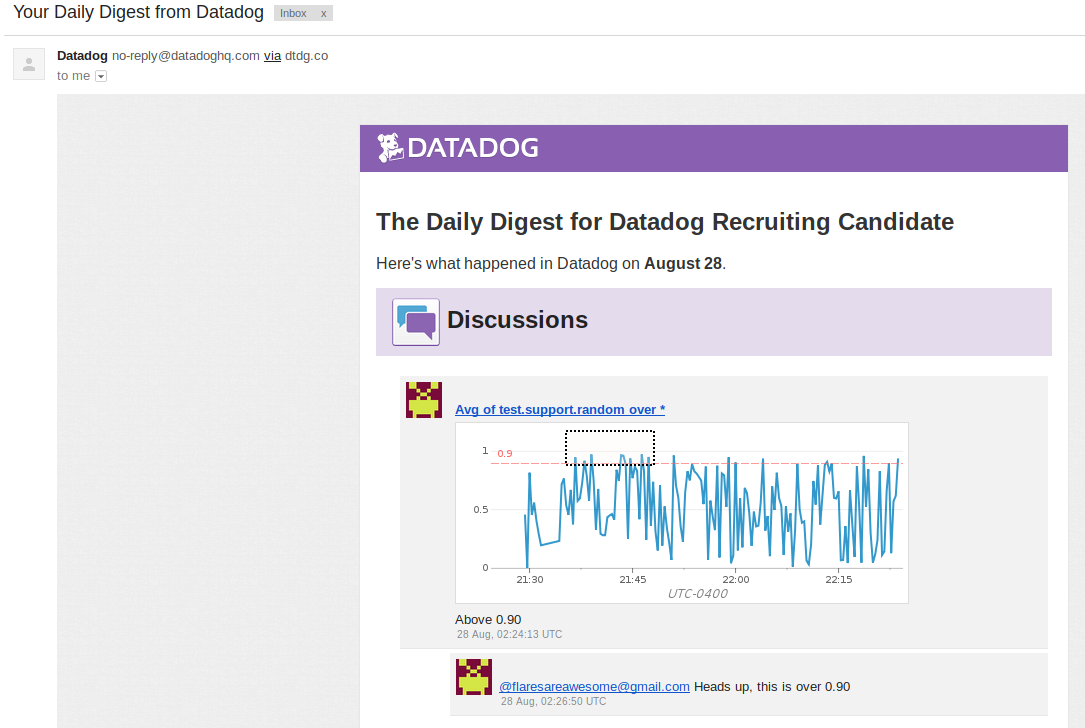 Your Daily Digest from Datadog Inbox x
Datadog no-reply@datadoghq.com via dtdg.co
to me
DATADOG
The Daily Digest for Datadog Recruiting Candidate
Here's what happened in Datadog on August 28.
Discussions
Avg of test.support.random over *
1
0.9
0.5
0
21:30 21:45 22:00 22:15
UTC-0400
Above 0.90
28 Aug, 02:24:13 UTC
@flaresareawesome@gmail.com Heads up, this is over 0.90
28 Aug, 02:26:50 UTC